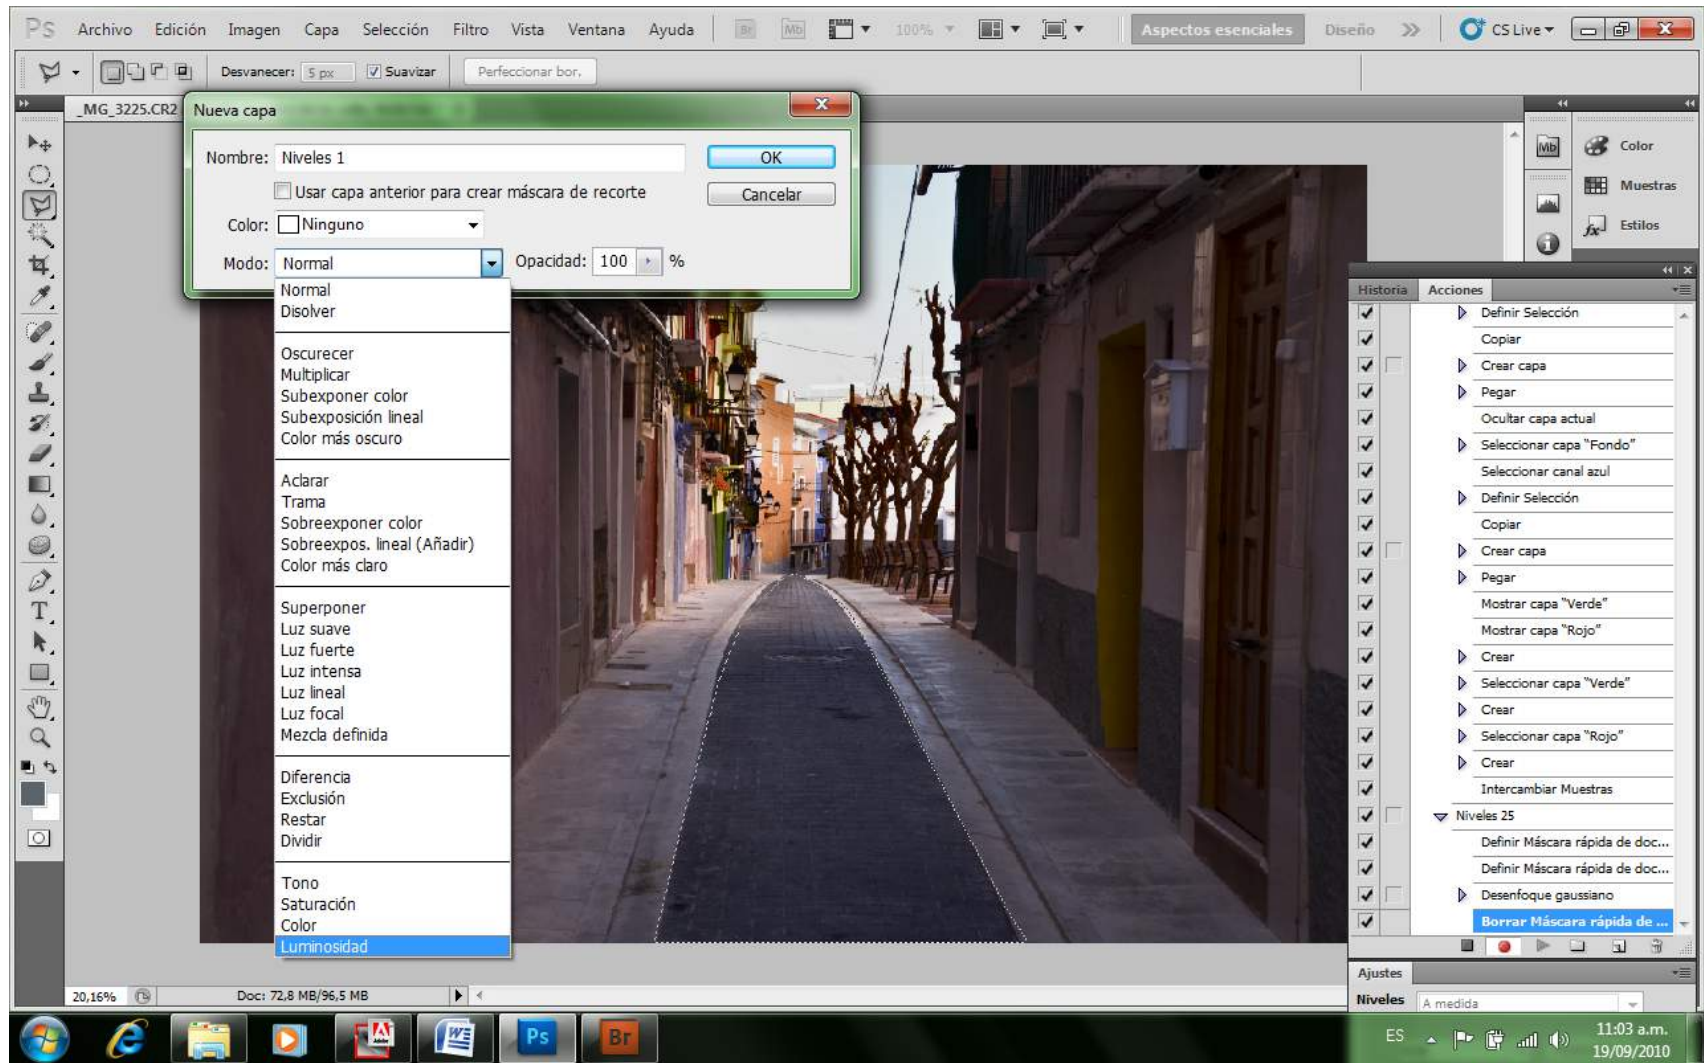 PS Archivo Edición Imagen Capa Selección Filtro Vista Ventana Ayuda Br Mb 100% Aspectos esenciales Diseño CS Live
Desvanecer: 5 px Suavizar Perfeccionar bor.
_MG_3225.CR2
Nueva capa
Nombre: Niveles 1
OK
Usar capa anterior para crear máscara de recorte
Cancelar
Color: Ninguno
Modo: Normal
Opacidad: 100 %
Normal
Disolver
Oscurecer
Multiplicar
Subexponer color
Subexposición lineal
Color más oscuro
Aclarar
Trama
Sobreexponer color
Sobreexpos. lineal (Añadir)
Color más claro
Superponer
Luz suave
Luz fuerte
Luz intensa
Luz lineal
Luz focal
Mezcla definida
Diferencia
Exclusión
Restar
Dividir
Tono
Saturación
Color
Luminosidad
Mb Color
Muestras
Estilos
Historia Acciones
Definir Selección
Copiar
Crear capa
Pegar
Ocultar capa actual
Seleccionar capa "Fondo"
Seleccionar canal azul
Definir Selección
Copiar
Crear capa
Pegar
Mostrar capa "Verde"
Mostrar capa "Rojo"
Crear
Seleccionar capa "Verde"
Crear
Seleccionar capa "Rojo"
Crear
Intercambiar Muestras
Niveles 25
Definir Máscara rápida de doc...
Definir Máscara rápida de doc...
Desenfoque gaussiano
Borrar Máscara rápida de ...
Ajustes
Niveles A medida
20,16% Doc: 72,8 MB/96,5 MB
Adobe W Ps Br
ES 11:03 a.m.
19/09/2010